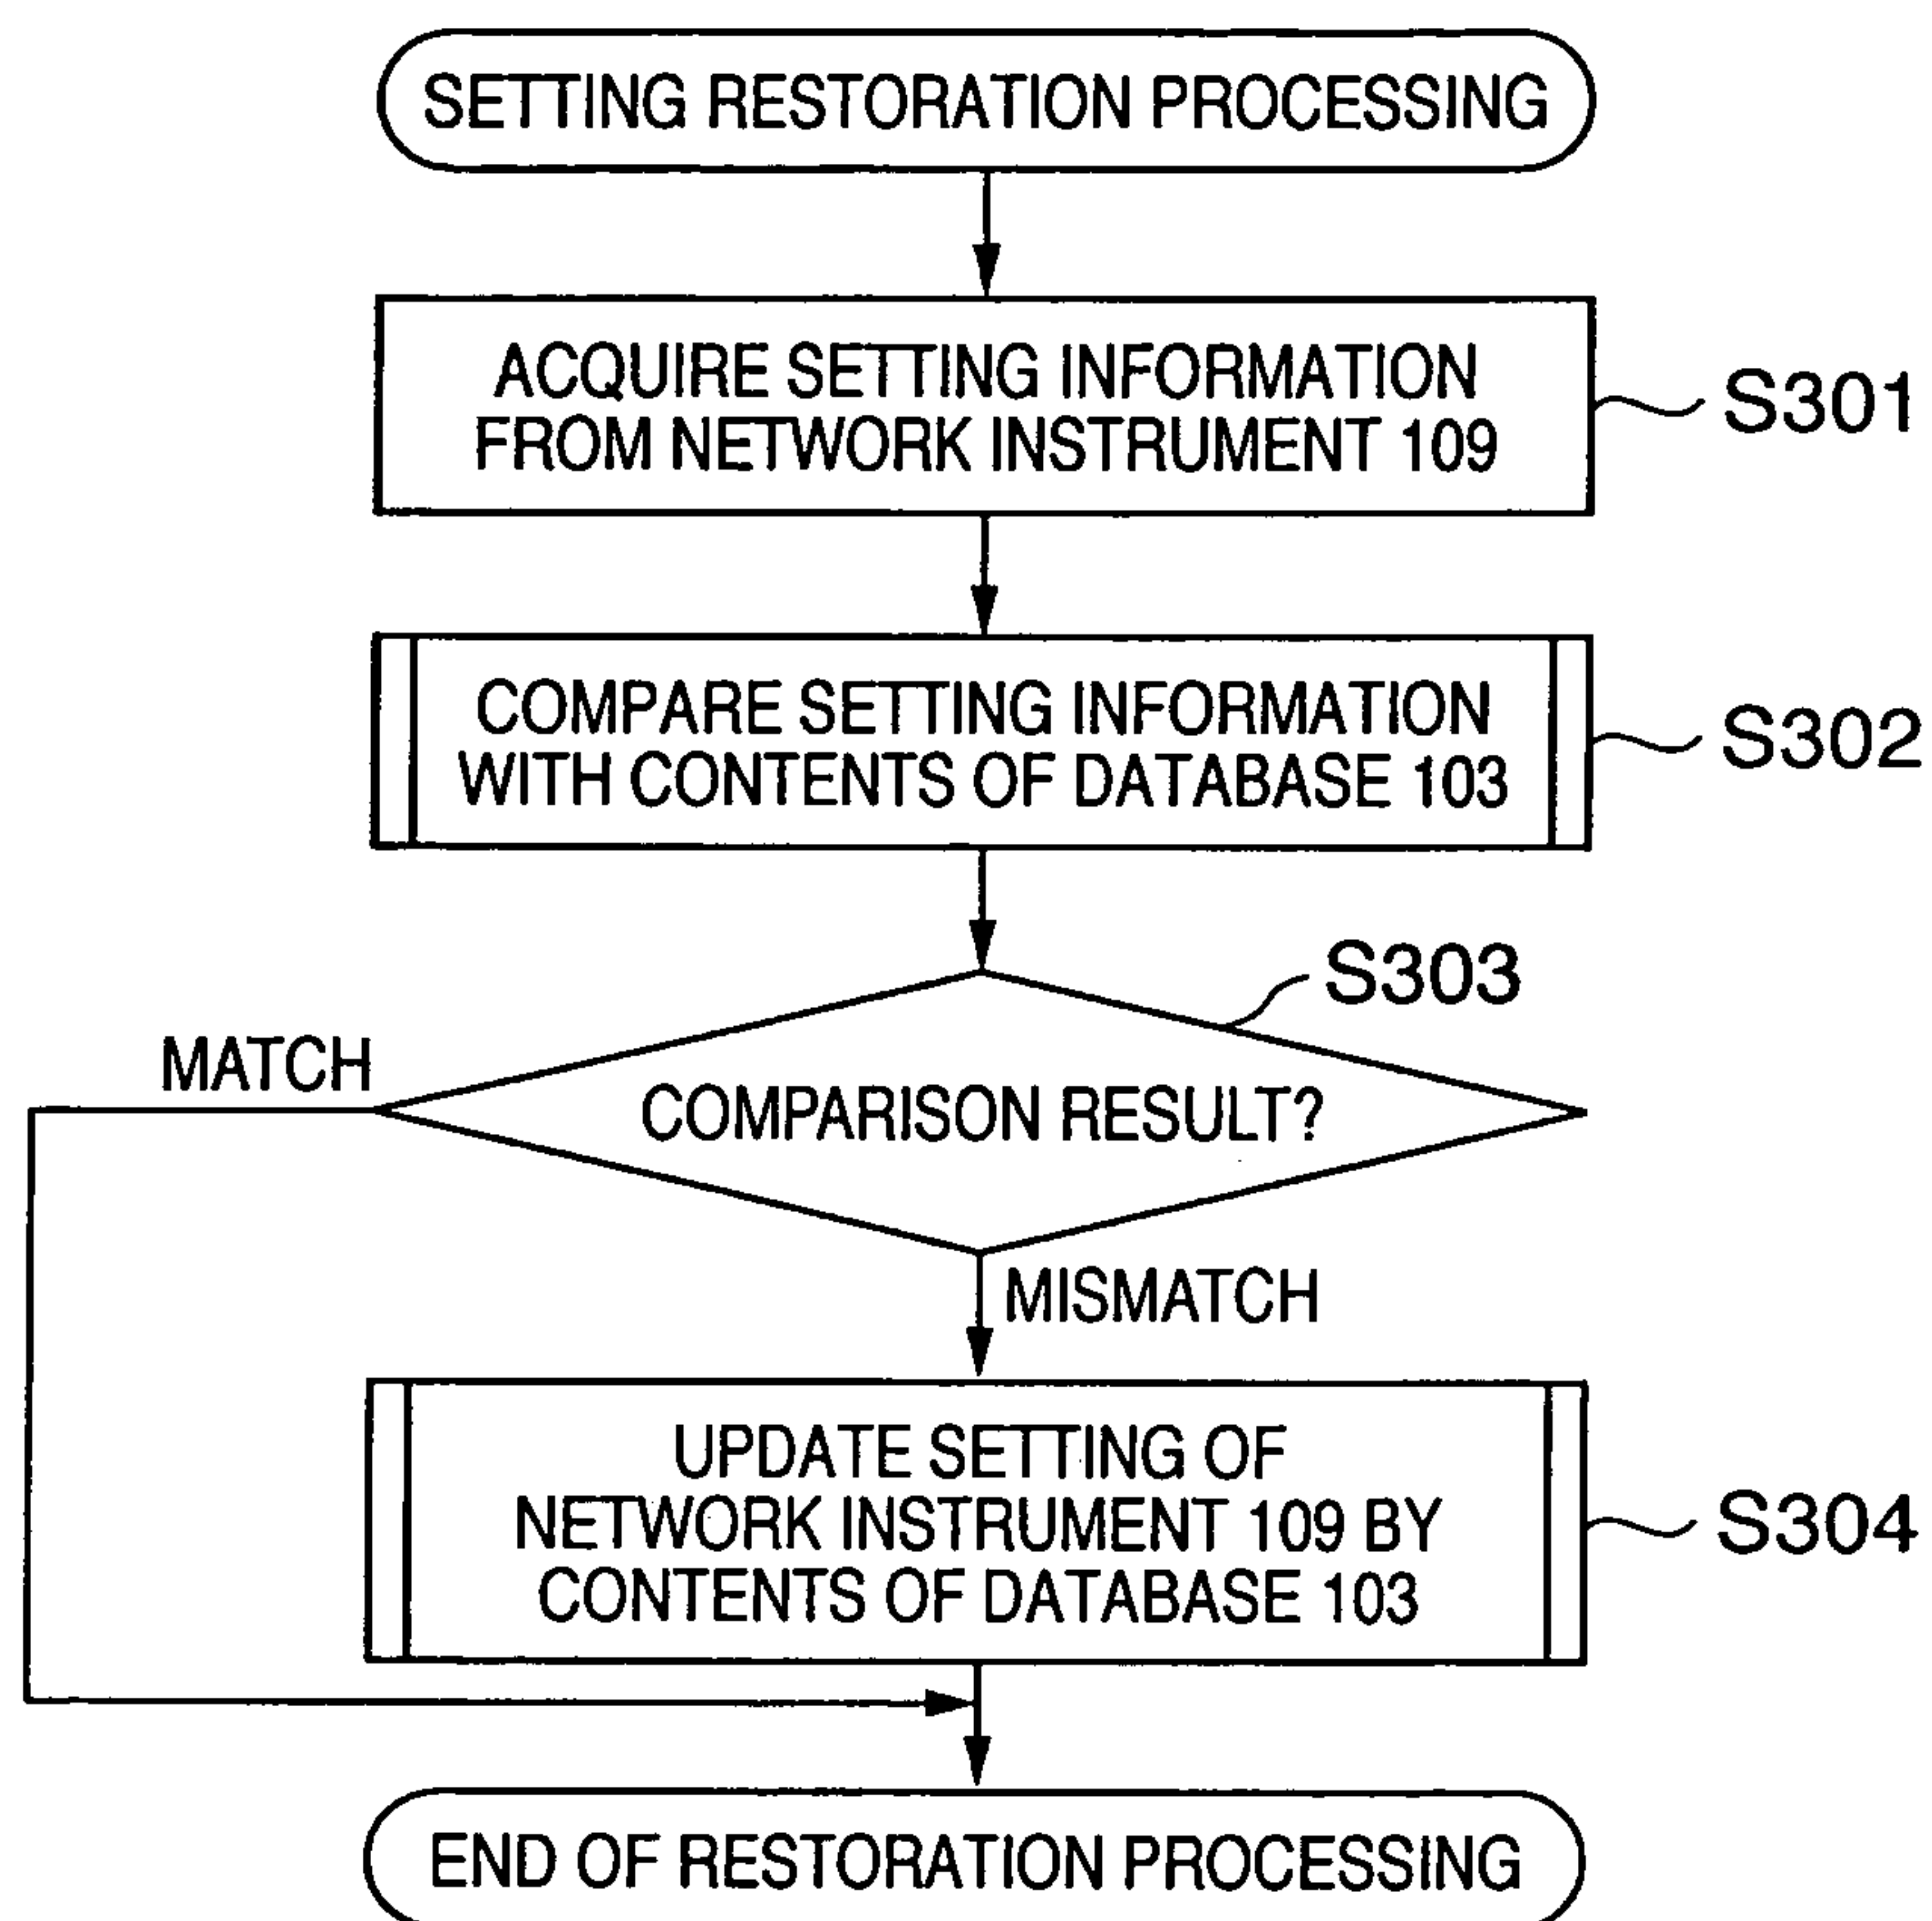 SETTING RESTORATION PROCESSING
ACQUIRE SETTING INFORMATION
FROM NETWORK INSTRUMENT 109
S301
COMPARE SETTING INFORMATION
WITH CONTENTS OF DATABASE 103
S302
S303
MATCH
COMPARISON RESULT?
MISMATCH
UPDATE SETTING OF
NETWORK INSTRUMENT 109 BY
CONTENTS OF DATABASE 103
S304
END OF RESTORATION PROCESSING